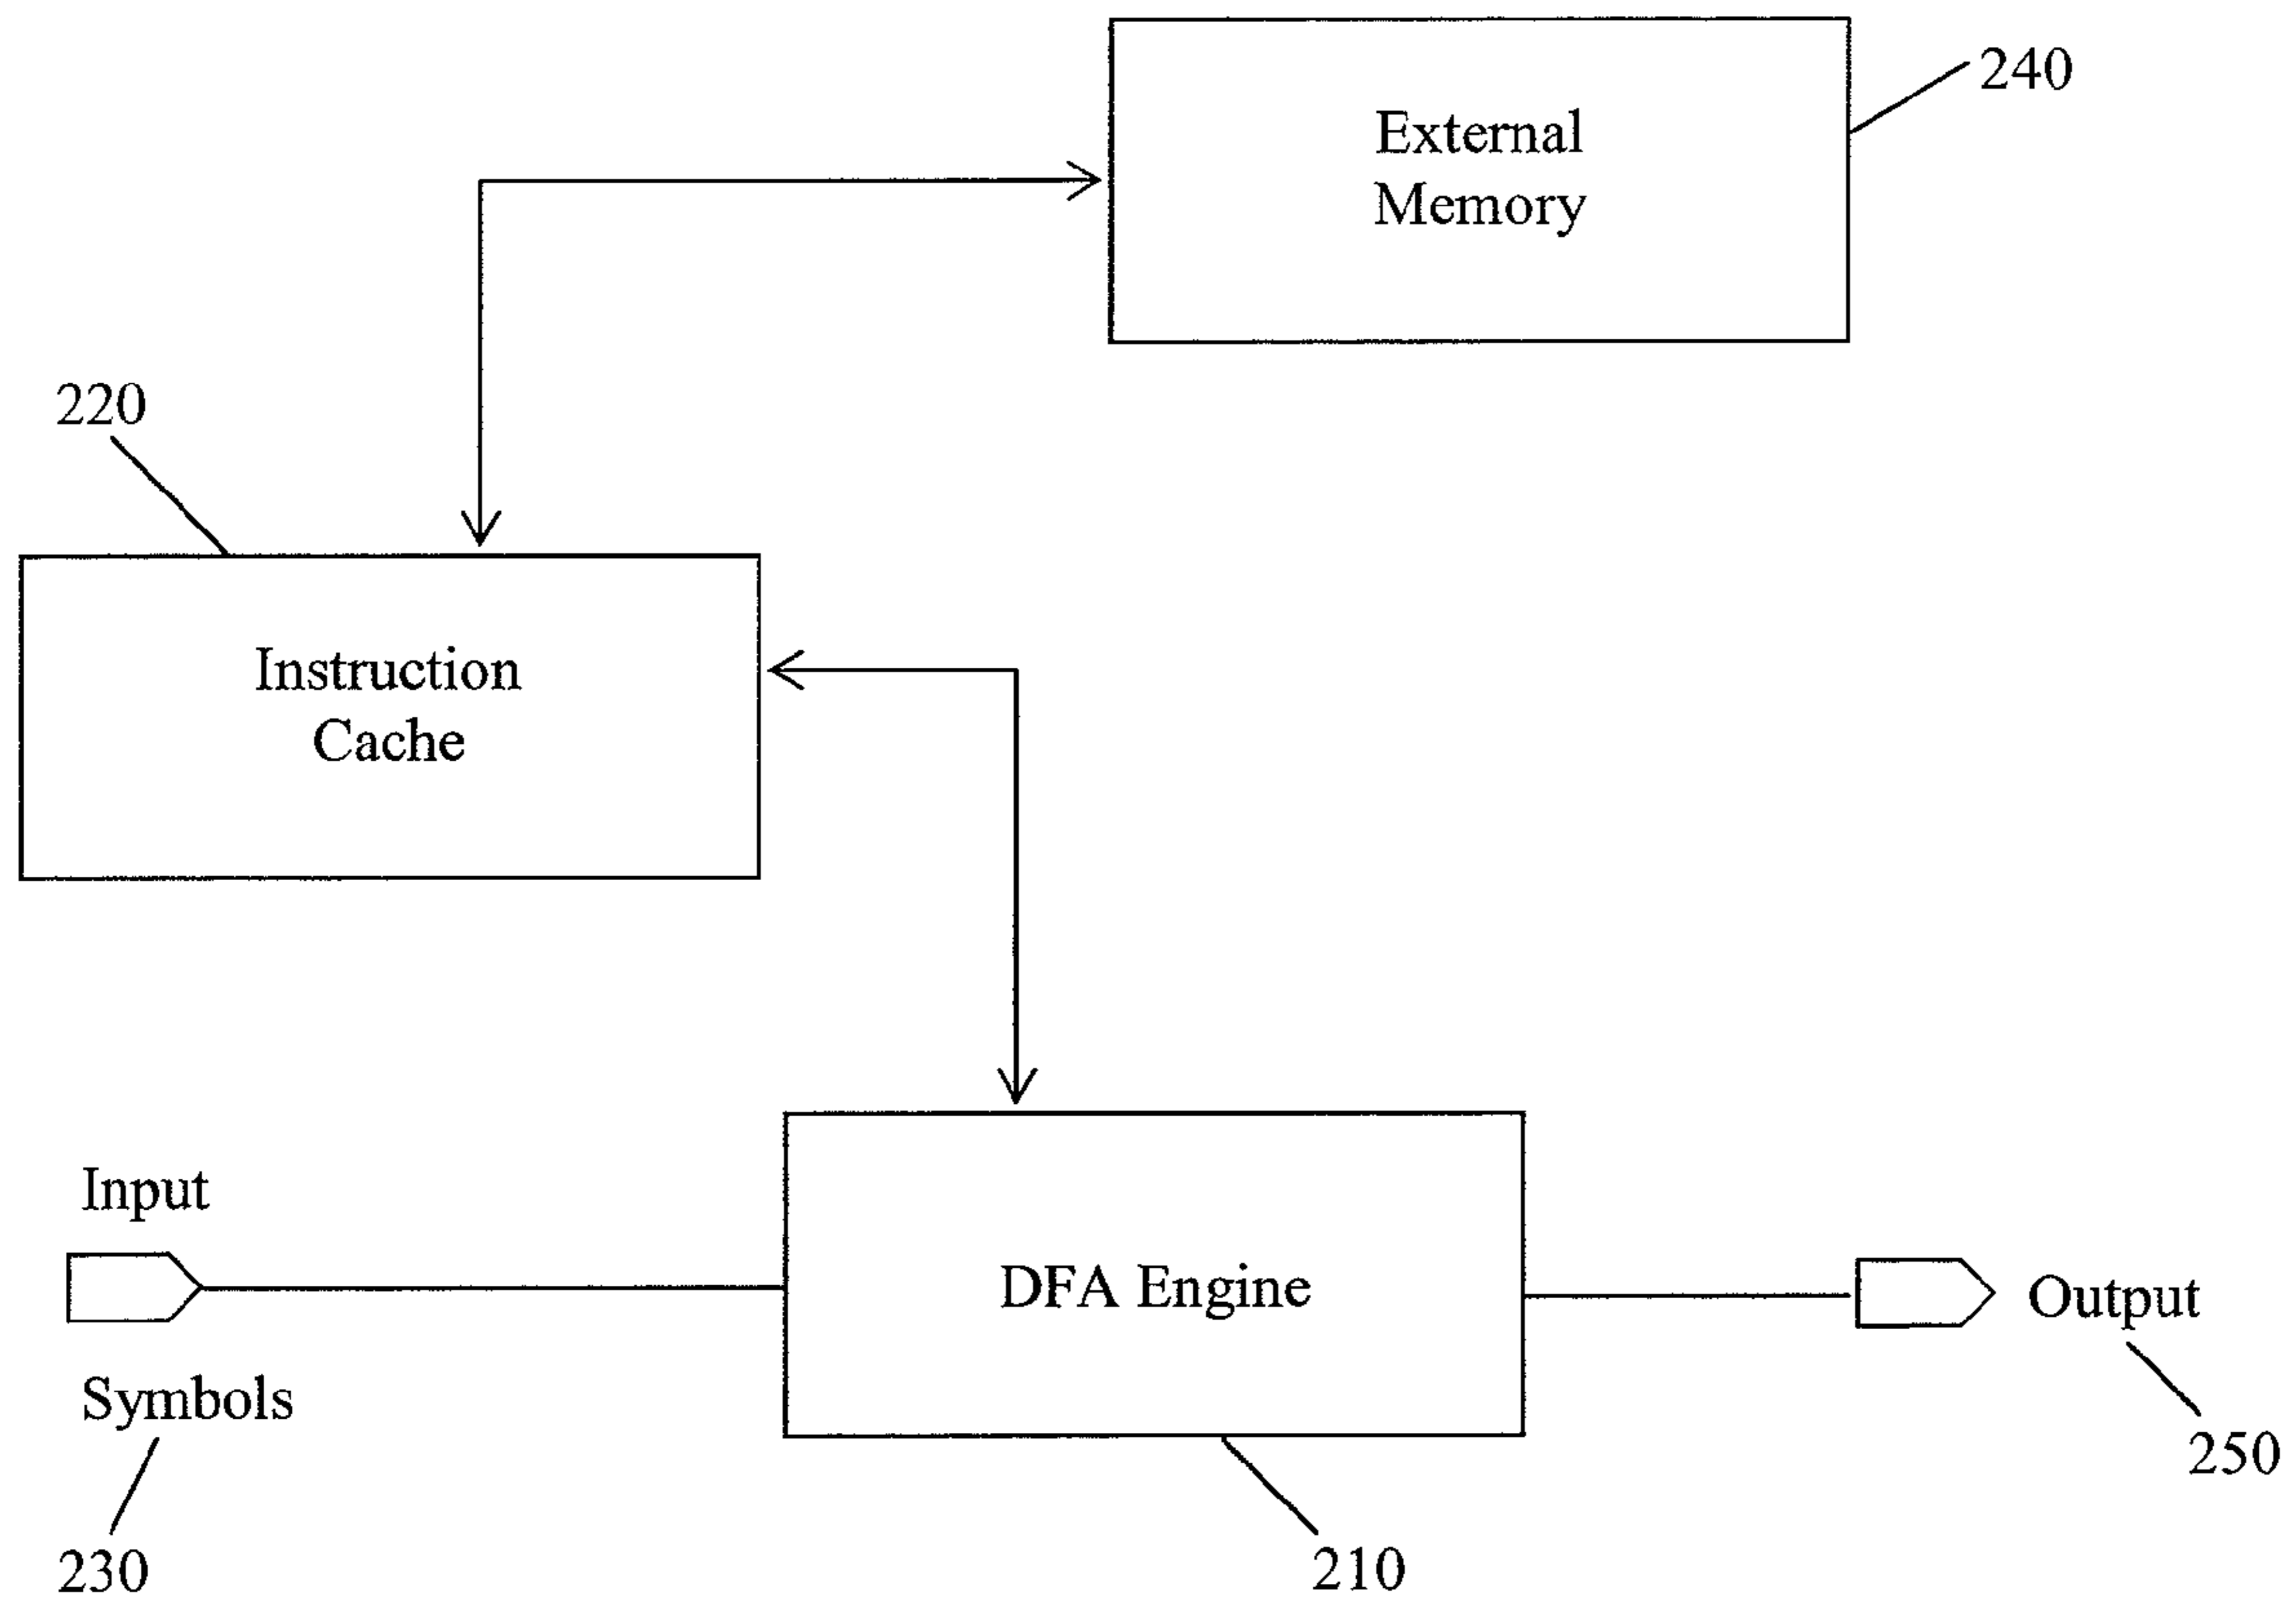 240
External
Memory
220
Instruction
Cache
Input
DFA Engine
Output
Symbols
250
230
210